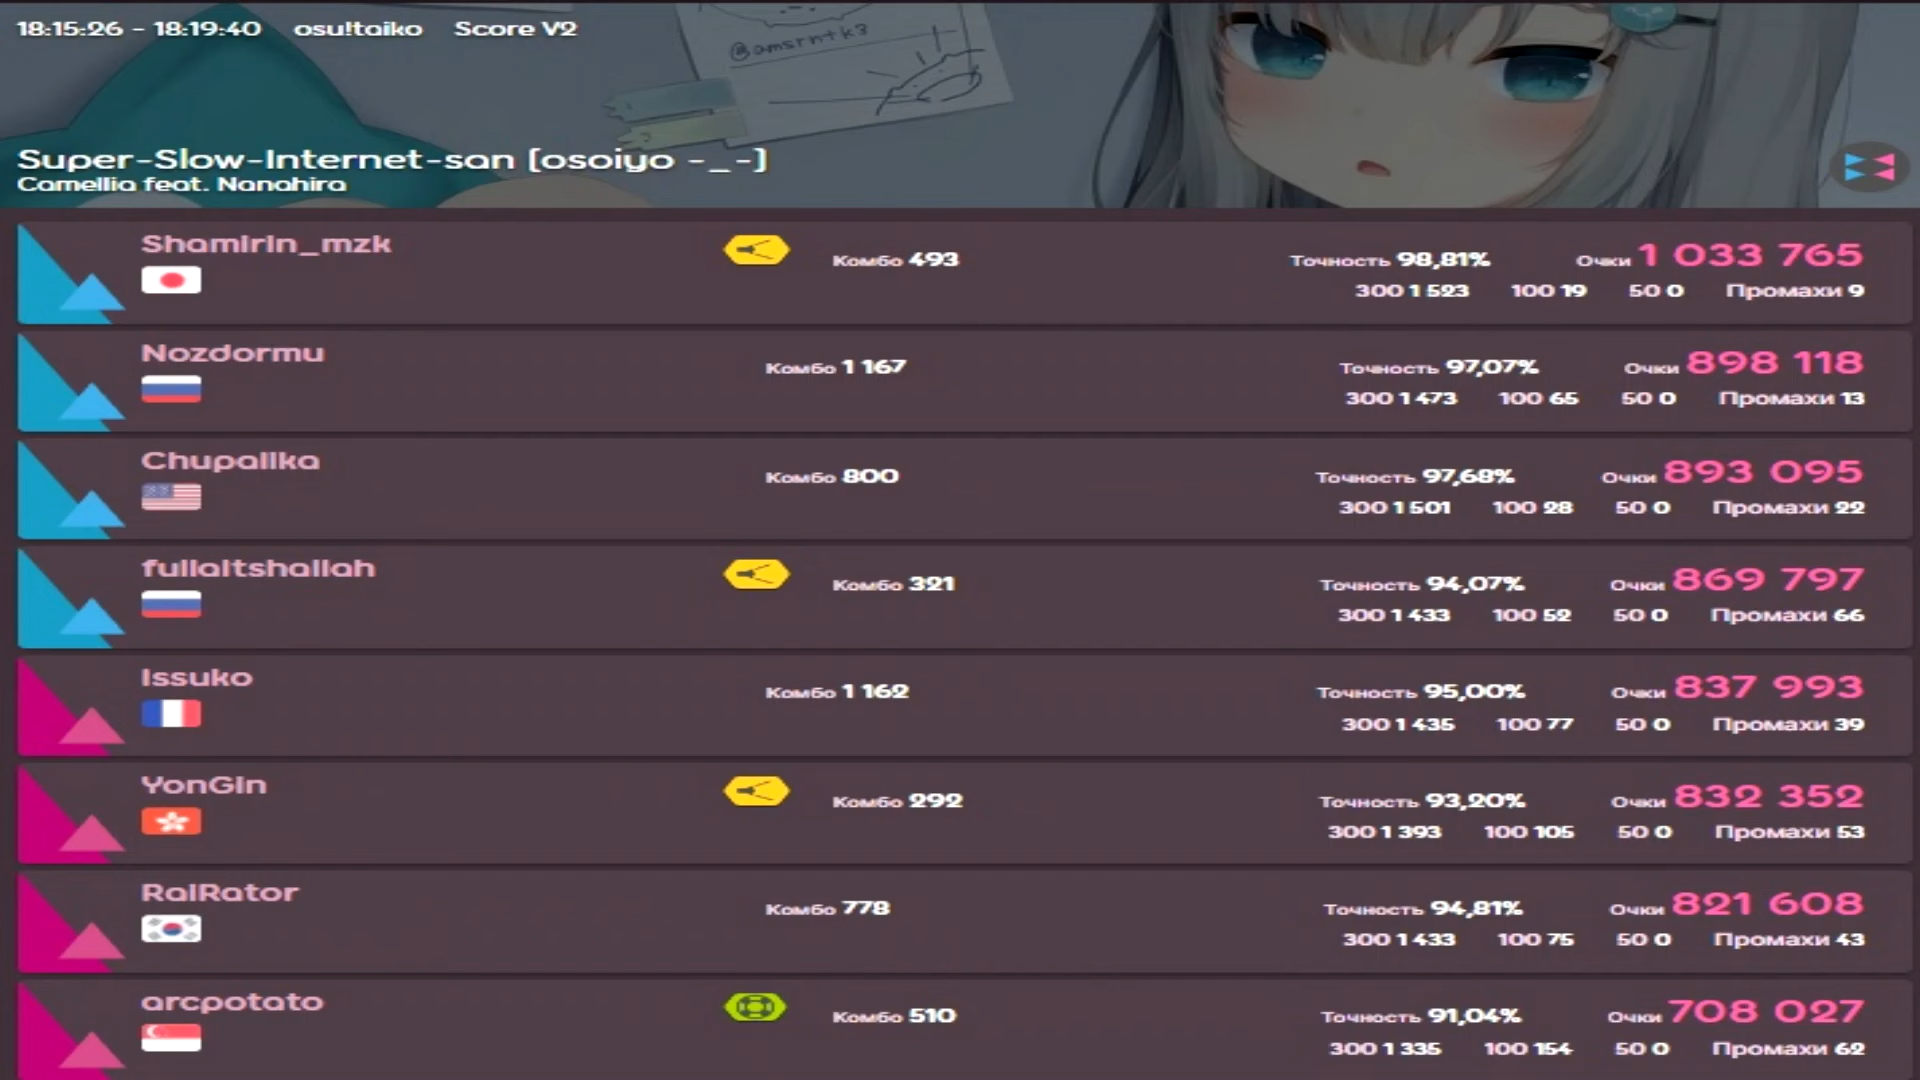 18:15:26 - 18:19:40 osu!taiko Score V2
@amsrntk3
Super-Slow-Internet-san [osoiyo -_-]
Camellia feat. Nanahira
Shamirin_mzk Комбо 493 Точность 98,81% Очки 1 033 765
300 1 523 100 19 50 0 Промахи 9
Nozdormu Комбо 1 167 Точность 97,07% Очки 898 118
300 1 473 100 65 50 0 Промахи 13
Chupalika Комбо 800 Точность 97,68% Очки 893 095
300 1 501 100 28 50 0 Промахи 22
fullaltshallah Комбо 321 Точность 94,07% Очки 869 797
300 1 433 100 52 50 0 Промахи 66
Issuko Комбо 1 162 Точность 95,00% Очки 837 993
300 1 435 100 77 50 0 Промахи 39
YonGin Комбо 292 Точность 93,20% Очки 832 352
300 1 393 100 105 50 0 Промахи 53
RaiRator Комбо 778 Точность 94,81% Очки 821 608
300 1 433 100 75 50 0 Промахи 43
arcpotato Комбо 510 Точность 91,04% Очки 708 027
300 1 335 100 154 50 0 Промахи 62